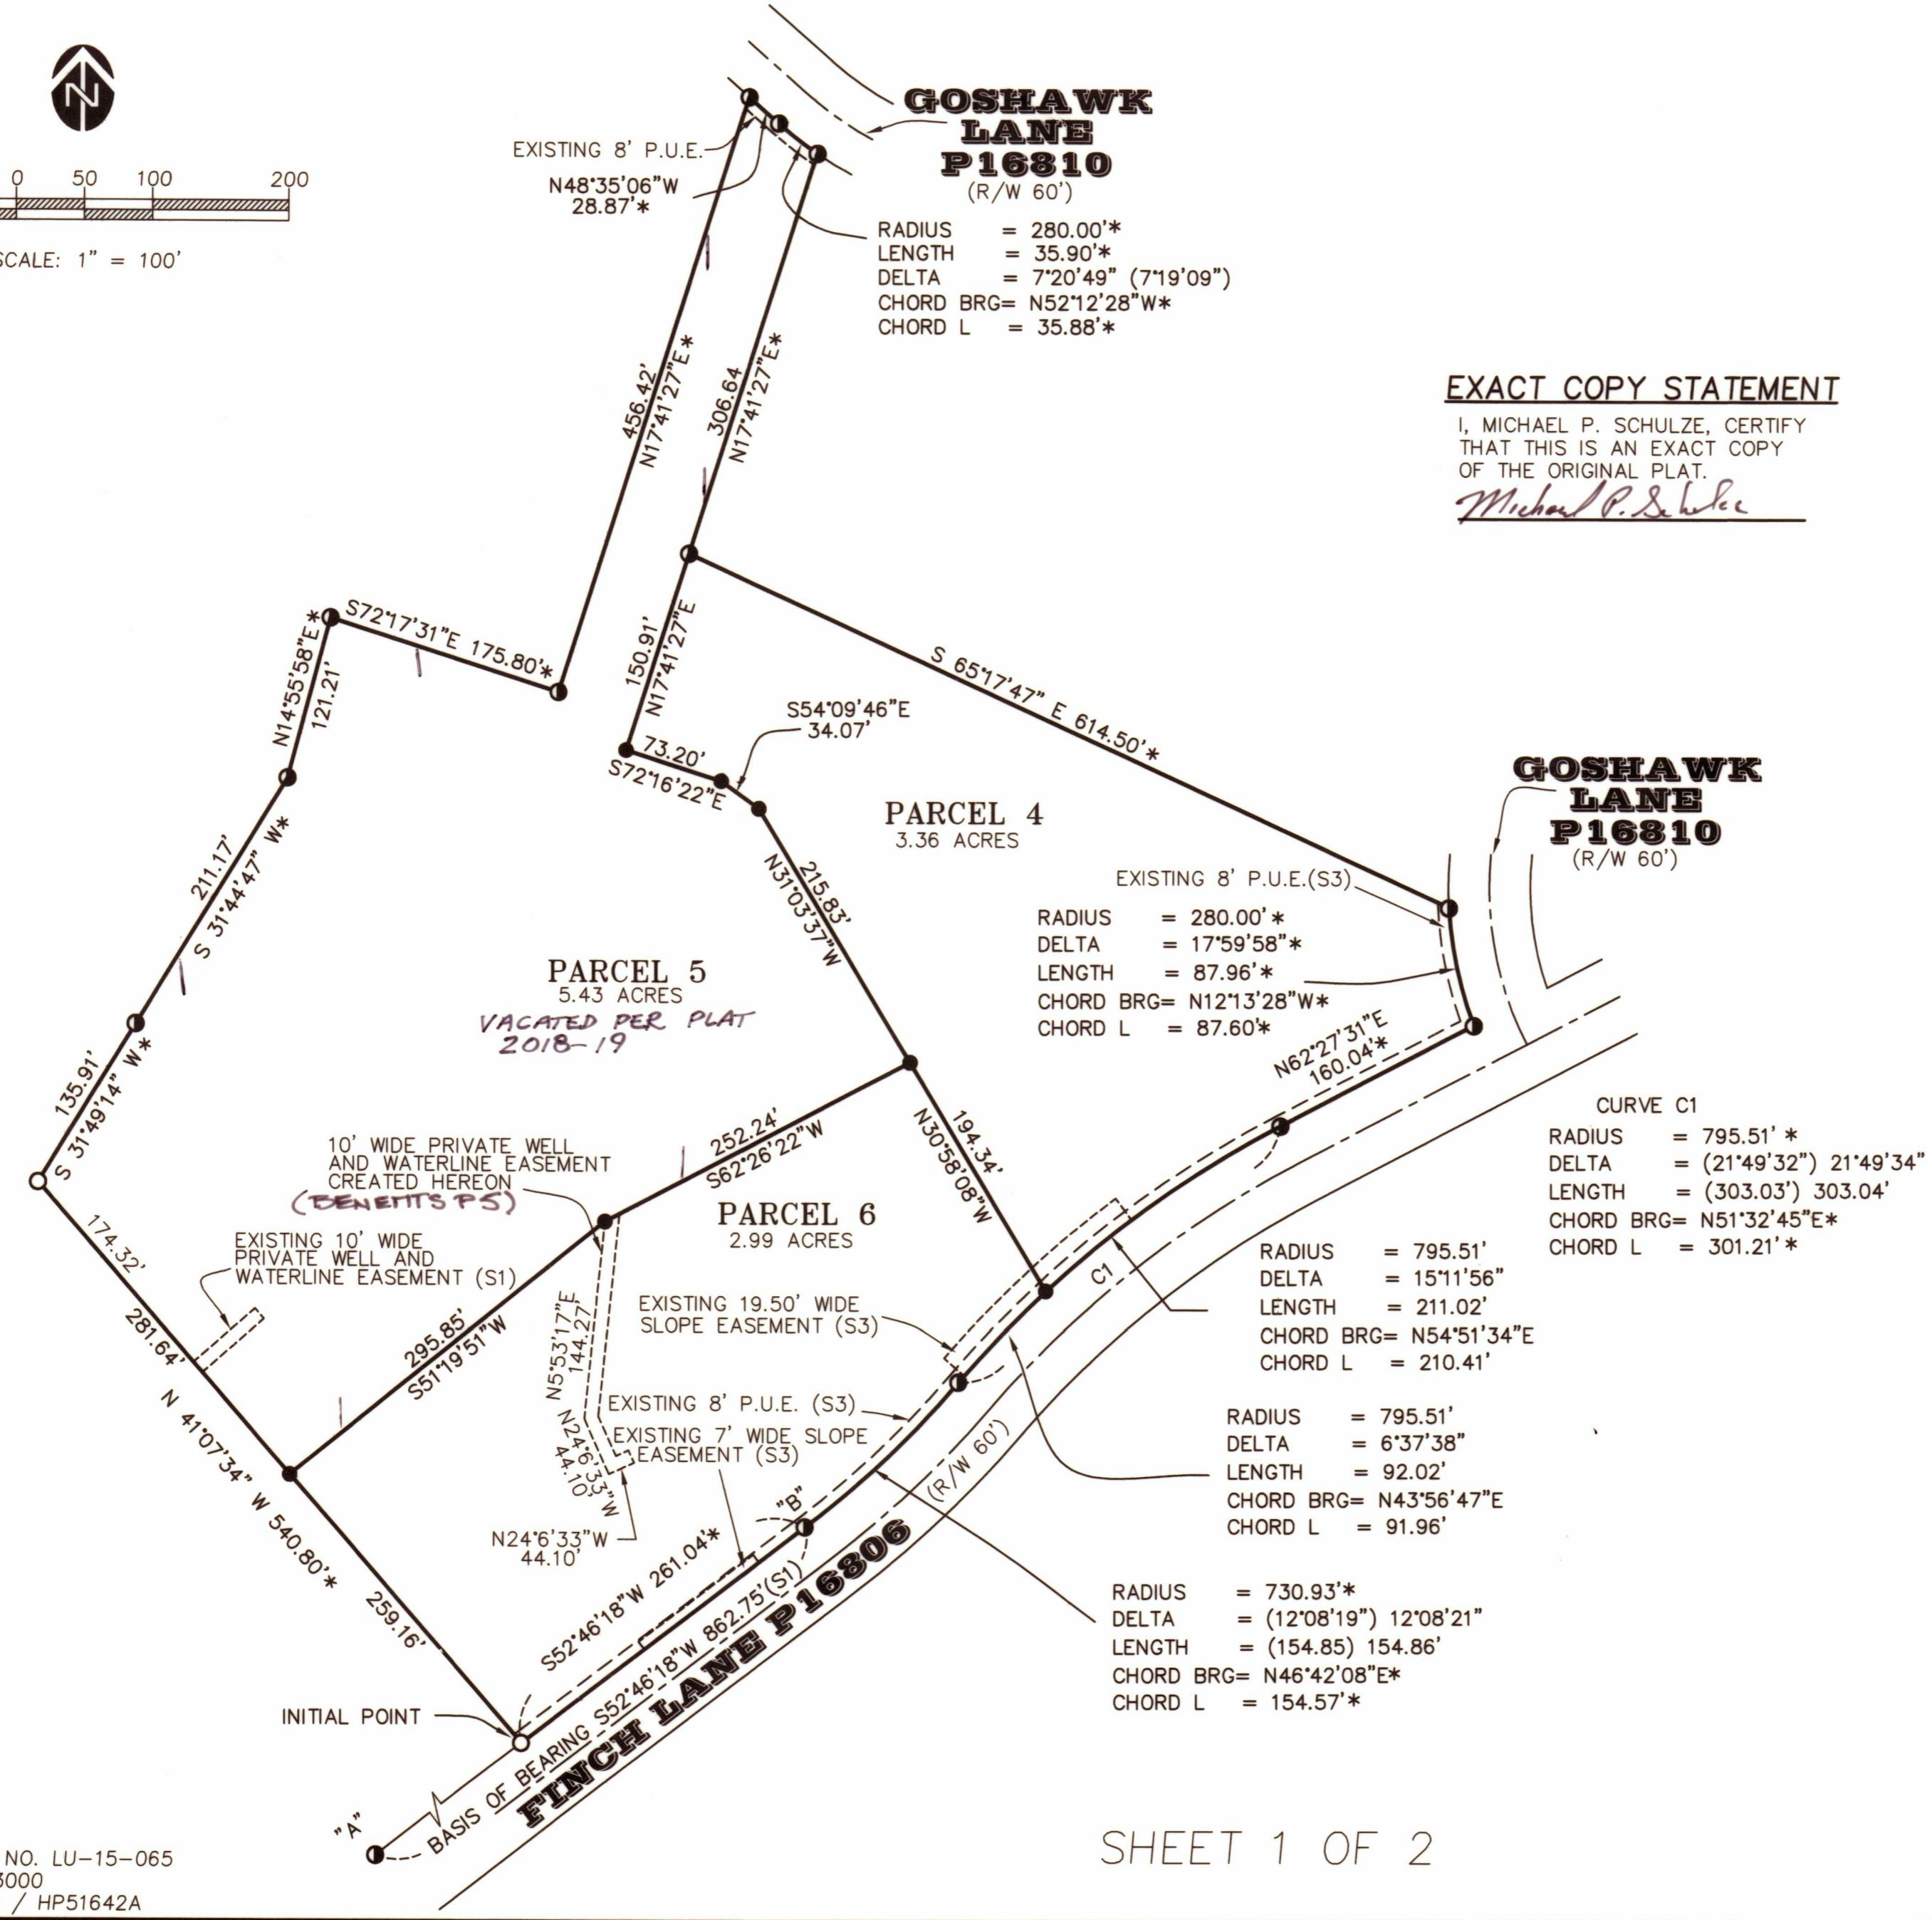 N
0 50 100 200
SCALE: 1" = 100'
GOSHAWK
LANE
P16810
(R/W 60')
EXISTING 8' P.U.E.
N48°35'06"W
28.87'*
RADIUS = 280.00'*
LENGTH = 35.90'*
DELTA = 7°20'49" (7°19'09")
CHORD BRG= N52°12'28"W*
CHORD L = 35.88'*
456.42'
N17°41'27"E*
306.64
N17°41'27"E*
EXACT COPY STATEMENT
I, MICHAEL P. SCHULZE, CERTIFY
THAT THIS IS AN EXACT COPY
OF THE ORIGINAL PLAT.
Michael P. Schulze
S72°17'31"E 175.80'*
N14°55'58"E*
121.21'
150.91'
N17°41'27"E
S 65°17'47" E 614.50'*
S54°09'46"E
34.07'
73.20'
S72°16'22"E
PARCEL 4
3.36 ACRES
GOSHAWK
LANE
P16810
(R/W 60')
211.17'
S 31°44'47" W*
215.83'
N31°03'37"W
EXISTING 8' P.U.E.(S3)
RADIUS = 280.00'*
DELTA = 17°59'58"*
LENGTH = 87.96'*
CHORD BRG= N12°13'28"W*
CHORD L = 87.60'*
PARCEL 5
5.43 ACRES
VACATED PER PLAT
2018-19
N62°27'31"E
160.04'*
135.91'
S 31°49'14" W*
CURVE C1
RADIUS = 795.51'*
DELTA = (21°49'32") 21°49'34"
LENGTH = (303.03') 303.04'
CHORD BRG= N51°32'45"E*
CHORD L = 301.21'*
10' WIDE PRIVATE WELL
AND WATERLINE EASEMENT
CREATED HEREON
(BENEFITS P5)
252.24'
S62°26'22"W
194.34'
N30°58'08"W
PARCEL 6
2.99 ACRES
174.32'
EXISTING 10' WIDE
PRIVATE WELL AND
WATERLINE EASEMENT (S1)
281.64'
C1
RADIUS = 795.51'
DELTA = 15°11'56"
LENGTH = 211.02'
CHORD BRG= N54°51'34"E
CHORD L = 210.41'
EXISTING 19.50' WIDE
SLOPE EASEMENT (S3)
295.85'
S51°19'51"W
N5°53'17"E
144.27'
EXISTING 8' P.U.E. (S3)
EXISTING 7' WIDE SLOPE
EASEMENT (S3)
N24°6'33"W
44.10'
RADIUS = 795.51'
DELTA = 6°37'38"
LENGTH = 92.02'
CHORD BRG= N43°56'47"E
CHORD L = 91.96'
N 41°07'34" W 540.80'*
N24°6'33"W
44.10'
"B"
(R/W 60')
S52°46'18"W 261.04'*
259.16'
RADIUS = 730.93'*
DELTA = (12°08'19") 12°08'21"
LENGTH = (154.85) 154.86'
CHORD BRG= N46°42'08"E*
CHORD L = 154.57'*
INITIAL POINT
BASIS OF BEARING S52°46'18"W 862.75'(S1)
FINCH LANE P16806
"A"
SHEET 1 OF 2
NO. LU-15-065
3000
/ HP51642A